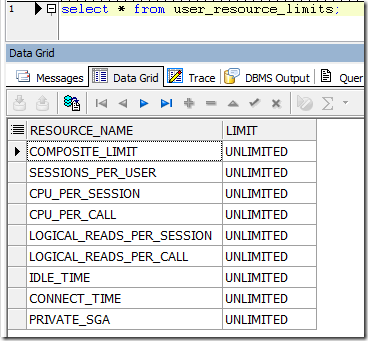 1 select * from user_resource_limits;
Data Grid
Messages Data Grid Trace DBMS Output Quer
RESOURCE_NAME LIMIT
COMPOSITE_LIMIT UNLIMITED
SESSIONS_PER_USER UNLIMITED
CPU_PER_SESSION UNLIMITED
CPU_PER_CALL UNLIMITED
LOGICAL_READS_PER_SESSION UNLIMITED
LOGICAL_READS_PER_CALL UNLIMITED
IDLE_TIME UNLIMITED
CONNECT_TIME UNLIMITED
PRIVATE_SGA UNLIMITED